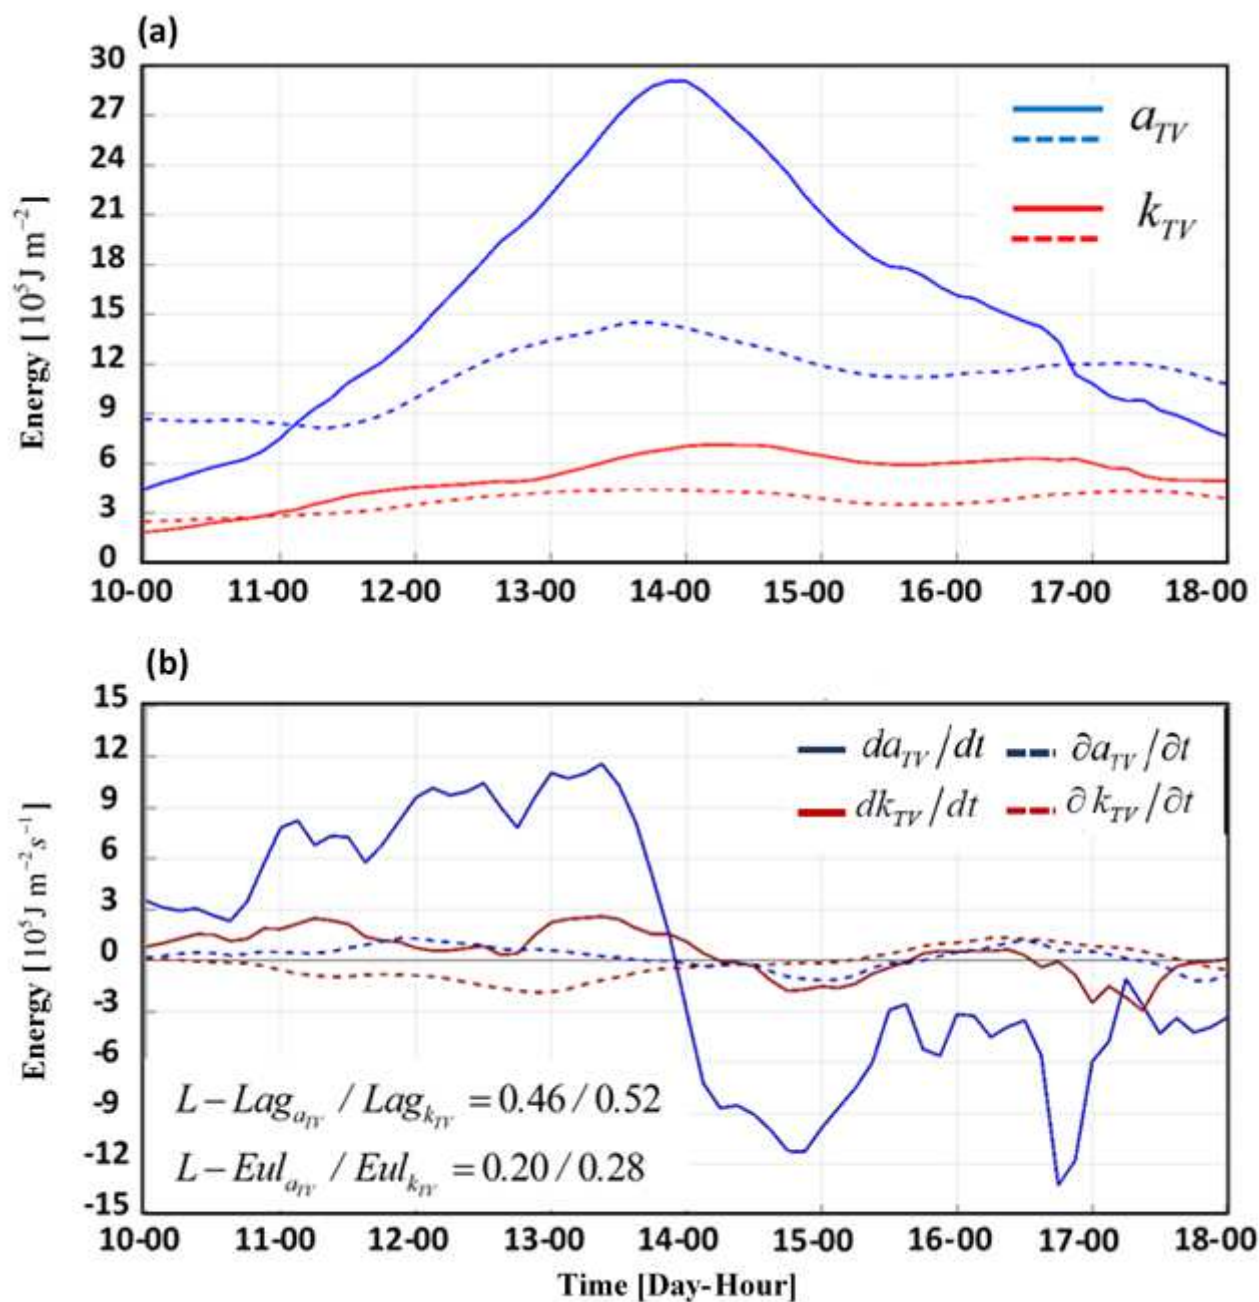 (a)
30
27
24
21
18
15
12
9
6
3
0
Energy [ 10⁵ J m⁻² ]
a_TV
k_TV
10-00 11-00 12-00 13-00 14-00 15-00 16-00 17-00 18-00
(b)
15
12
9
6
3
0
-3
-6
-9
-12
-15
Energy [10⁵ J m⁻² s⁻¹]
da_TV/dt ∂a_TV/∂t
dk_TV/dt ∂k_TV/∂t
L−Lag_a_TV / Lag_k_TV = 0.46 / 0.52
L−Eul_a_TV / Eul_k_TV = 0.20 / 0.28
10-00 11-00 12-00 13-00 14-00 15-00 16-00 17-00 18-00
Time [Day-Hour]